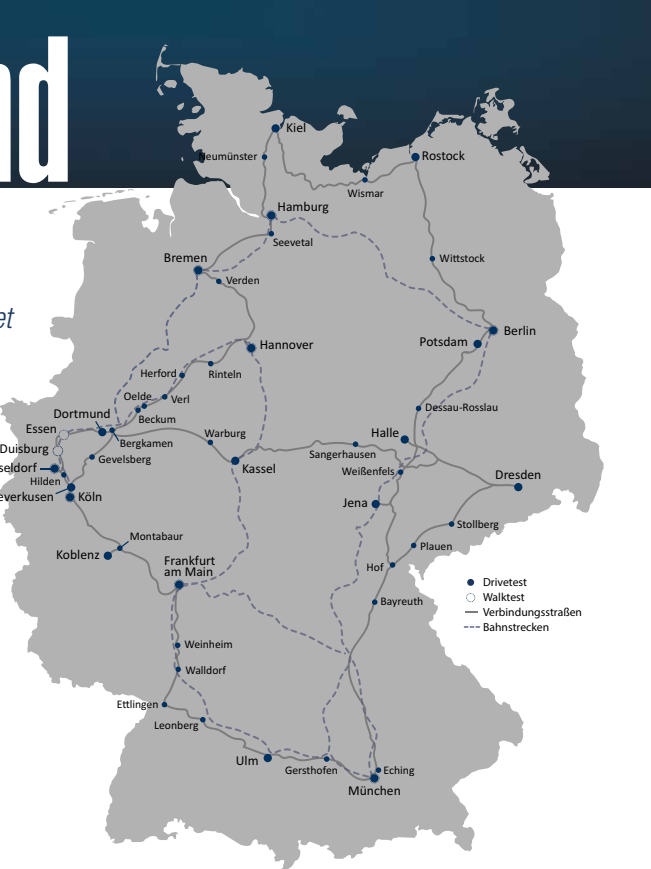 nd
Kiel
Neumünster
Rostock
Wismar
Hamburg
Seevetal
Bremen
Wittstock
Verden
Berlin
Potsdam
Hannover
et
Herford
Rinteln
Oelde
Verl
Dortmund
Beckum
Dessau-Rosslau
Essen
Bergkamen
Warburg
Halle
Duisburg
Gevelsberg
Sangerhausen
seldorf
Kassel
Weißenfels
Dresden
Hilden
everkusen
Köln
Jena
Stollberg
Montabaur
Koblenz
Plauen
Frankfurt
am Main
Hof
Drivetest
Walktest
Bayreuth
Verbindungsstraßen
Bahnstrecken
Weinheim
Walldorf
Ettlingen
Leonberg
Ulm
Gersthofen
Eching
München